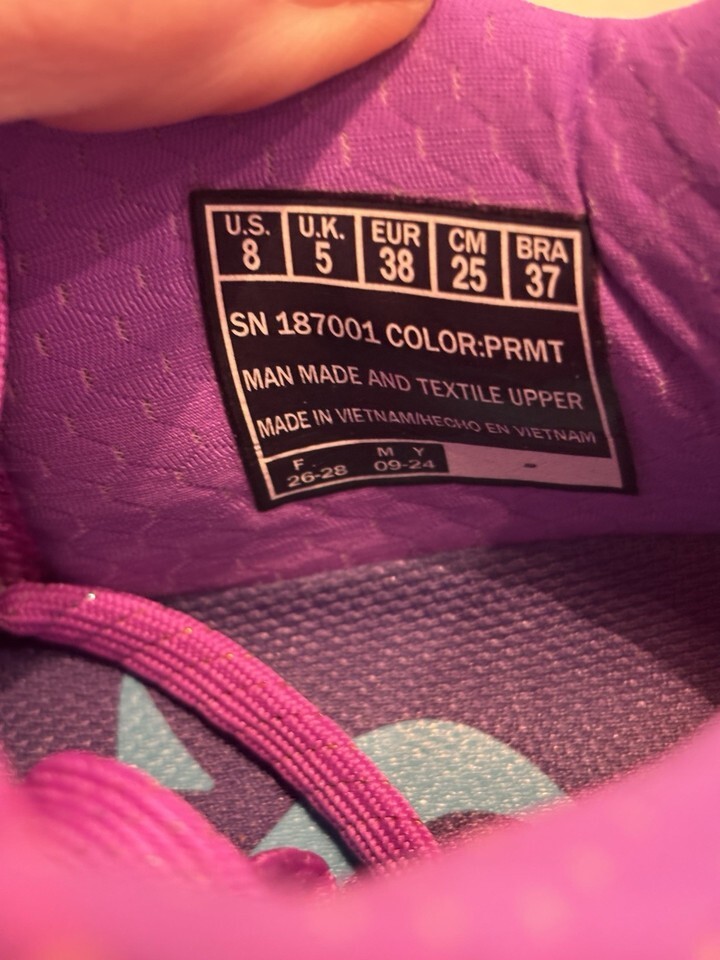 U.S. U.K. EUR CM BRA
8 5 38 25 37
SN 187001 COLOR:PRMT
MAN MADE AND TEXTILE UPPER
MADE IN VIETNAM/HECHO EN VIETNAM
F M Y
26-28 09-24 -